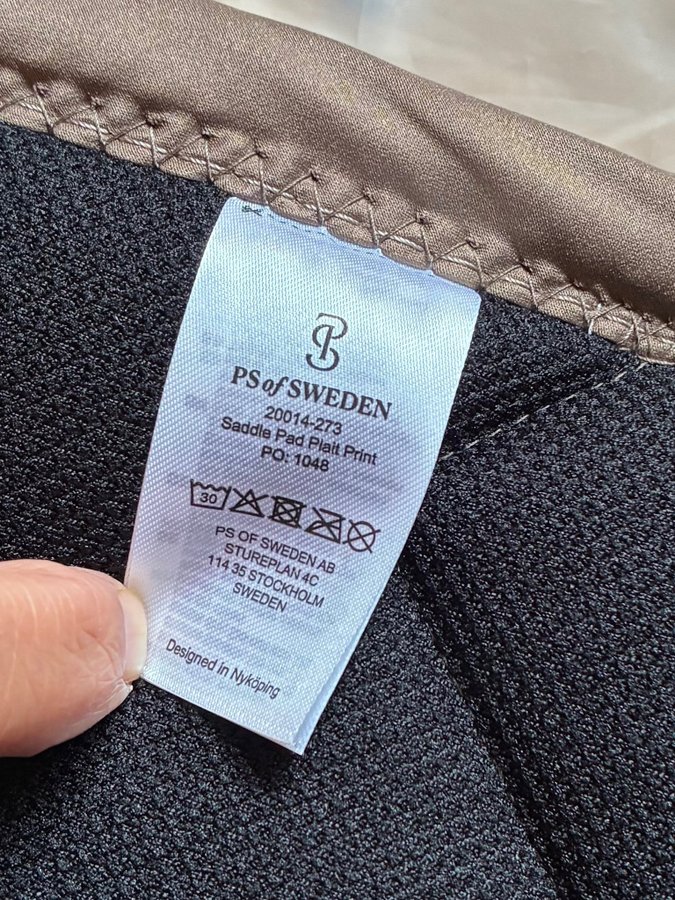 PS of SWEDEN
20014-273
Saddle Pad Plait Print
PO: 1048
30
PS OF SWEDEN AB
STUREPLAN 4C
114 35 STOCKHOLM
SWEDEN
Designed in Nyköping